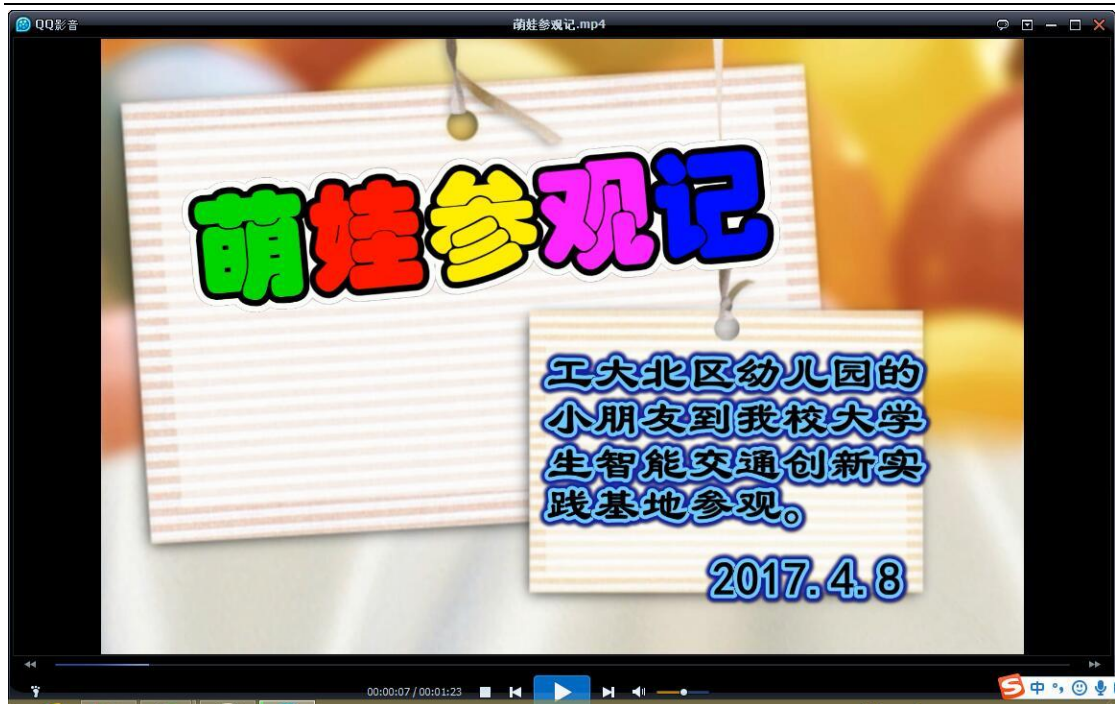 QQ影音
萌娃参观记.mp4
萌娃参观记
工大北区幼儿园的
小朋友到我校大学
生智能交通创新实
践基地参观。
2017.4.8
00:00:07 / 00:01:23
S中